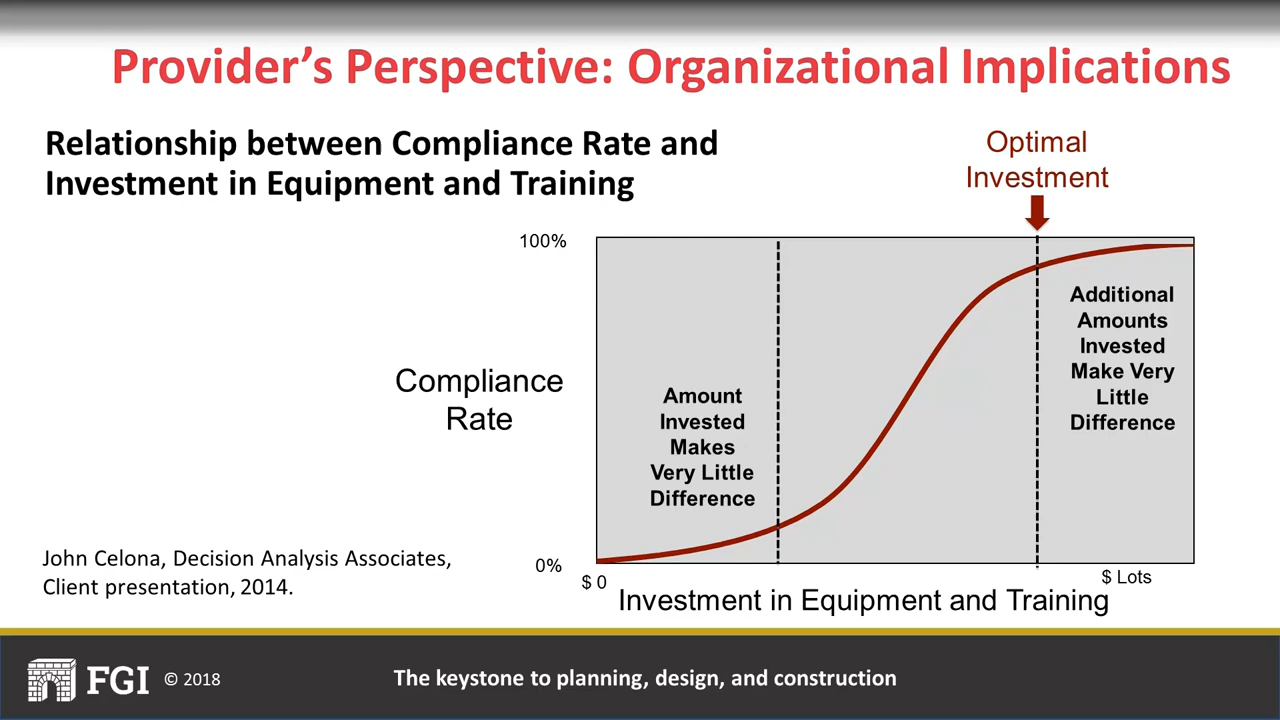 Provider’s Perspective: Organizational Implications
Relationship between Compliance Rate and
Investment in Equipment and Training
Optimal
Investment
100%
Additional
Amounts
Invested
Make Very
Little
Difference
Compliance
Rate
Amount
Invested
Makes
Very Little
Difference
John Celona, Decision Analysis Associates,
Client presentation, 2014.
0%
$ 0
$ Lots
Investment in Equipment and Training
FGI © 2018
The keystone to planning, design, and construction